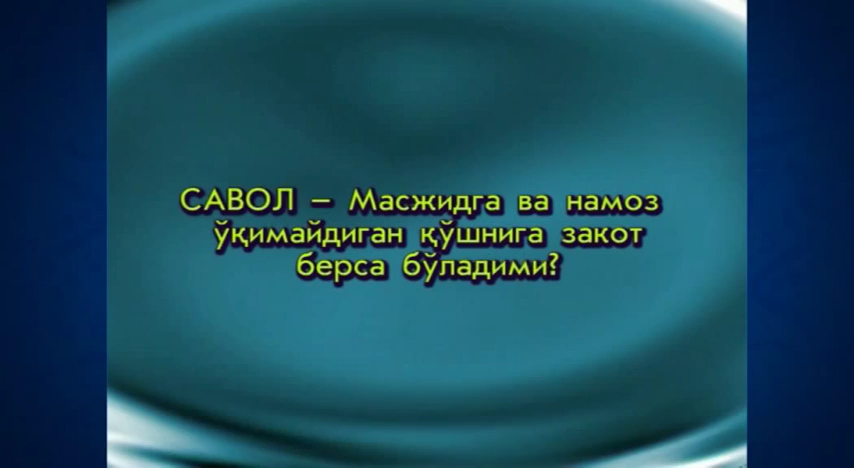 САВОЛ – Масжидга ва намоз
ўқимайдиган қўшнига закот
берса бўладими?